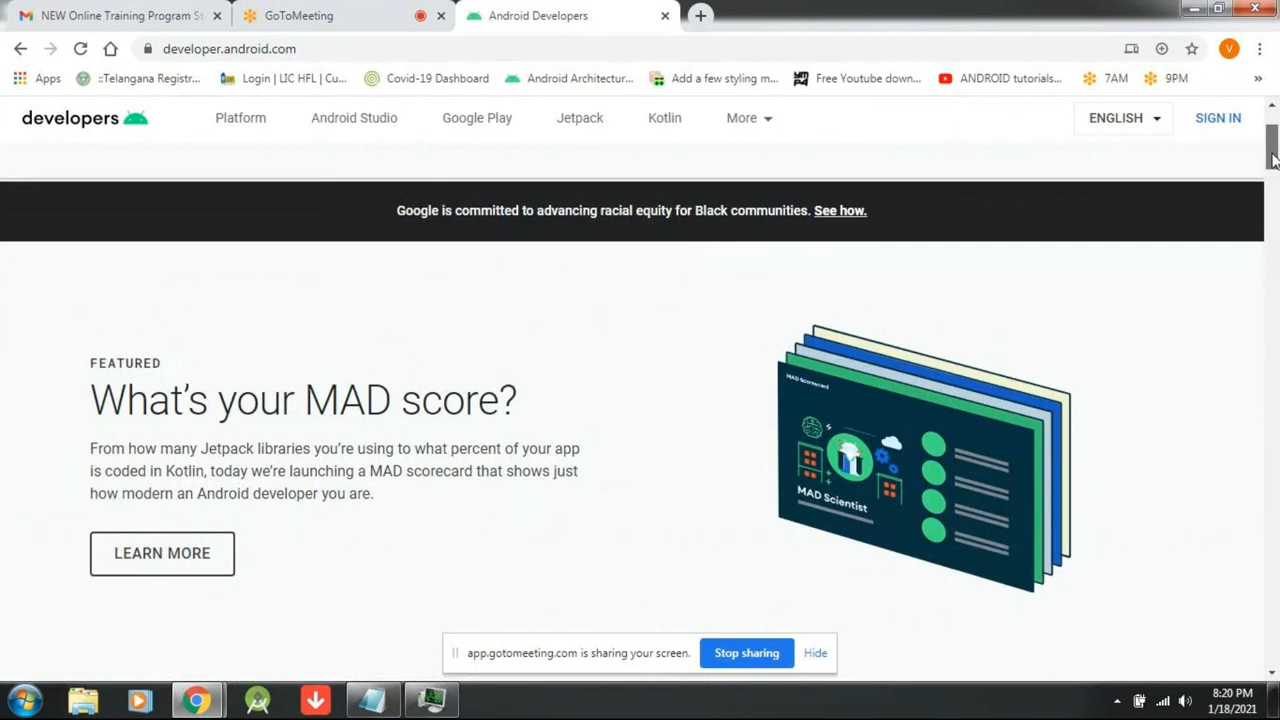 NEW Online Training Program S
GoToMeeting
Android Developers
developer.android.com
Apps
::Telangana Registr...
Login | LIC HFL | Cu...
Covid-19 Dashboard
Android Architectur...
Add a few styling m...
Free Youtube down...
ANDROID tutorials...
7AM
9PM
»
developers
Platform
Android Studio
Google Play
Jetpack
Kotlin
More
ENGLISH
SIGN IN
Google is committed to advancing racial equity for Black communities. See how.
FEATURED
What's your MAD score?
From how many Jetpack libraries you're using to what percent of your app
is coded in Kotlin, today we're launching a MAD scorecard that shows just
how modern an Android developer you are.
LEARN MORE
MAD Scorecard
MAD Scientist
app.gotomeeting.com is sharing your screen.
Stop sharing
Hide
V
8:20 PM
1/18/2021